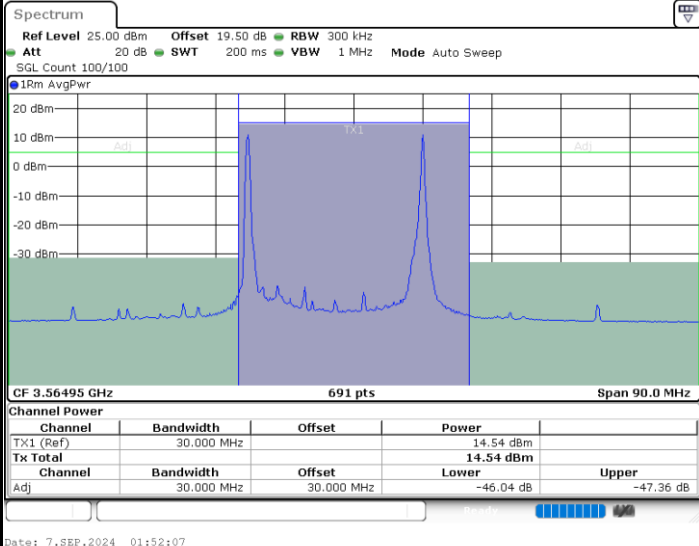 Spectrum
Ref Level 25.00 dBm Offset 19.50 dB RBW 300 kHz
Att 20 dB SWT 200 ms VBW 1 MHz Mode Auto Sweep
SGL Count 100/100
1Rm AvgPwr
20 dBm
TX1
10 dBm
Adj Adj
0 dBm
-10 dBm
-20 dBm
-30 dBm
CF 3.56495 GHz 691 pts Span 90.0 MHz
Channel Power
Channel Bandwidth Offset Power
TX1 (Ref) 30.000 MHz 14.54 dBm
Tx Total 14.54 dBm
Channel Bandwidth Offset Lower Upper
Adj 30.000 MHz 30.000 MHz -46.04 dB -47.36 dB
Ready
Date: 7.SEP.2024 01:52:07